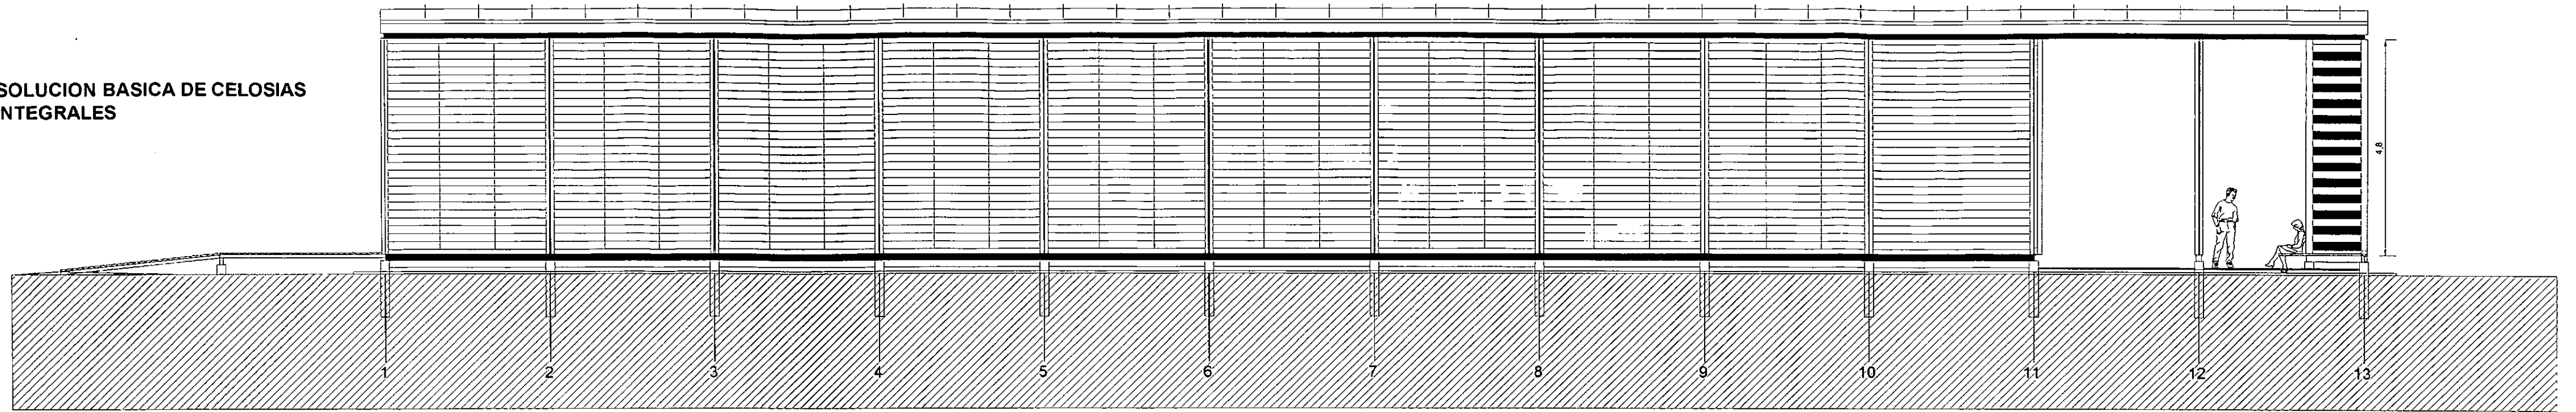 SOLUCION BASICA DE CELOSIAS
NTEGRALES
4.8
1 2 3 4 5 6 7 8 9 10 11 12 13